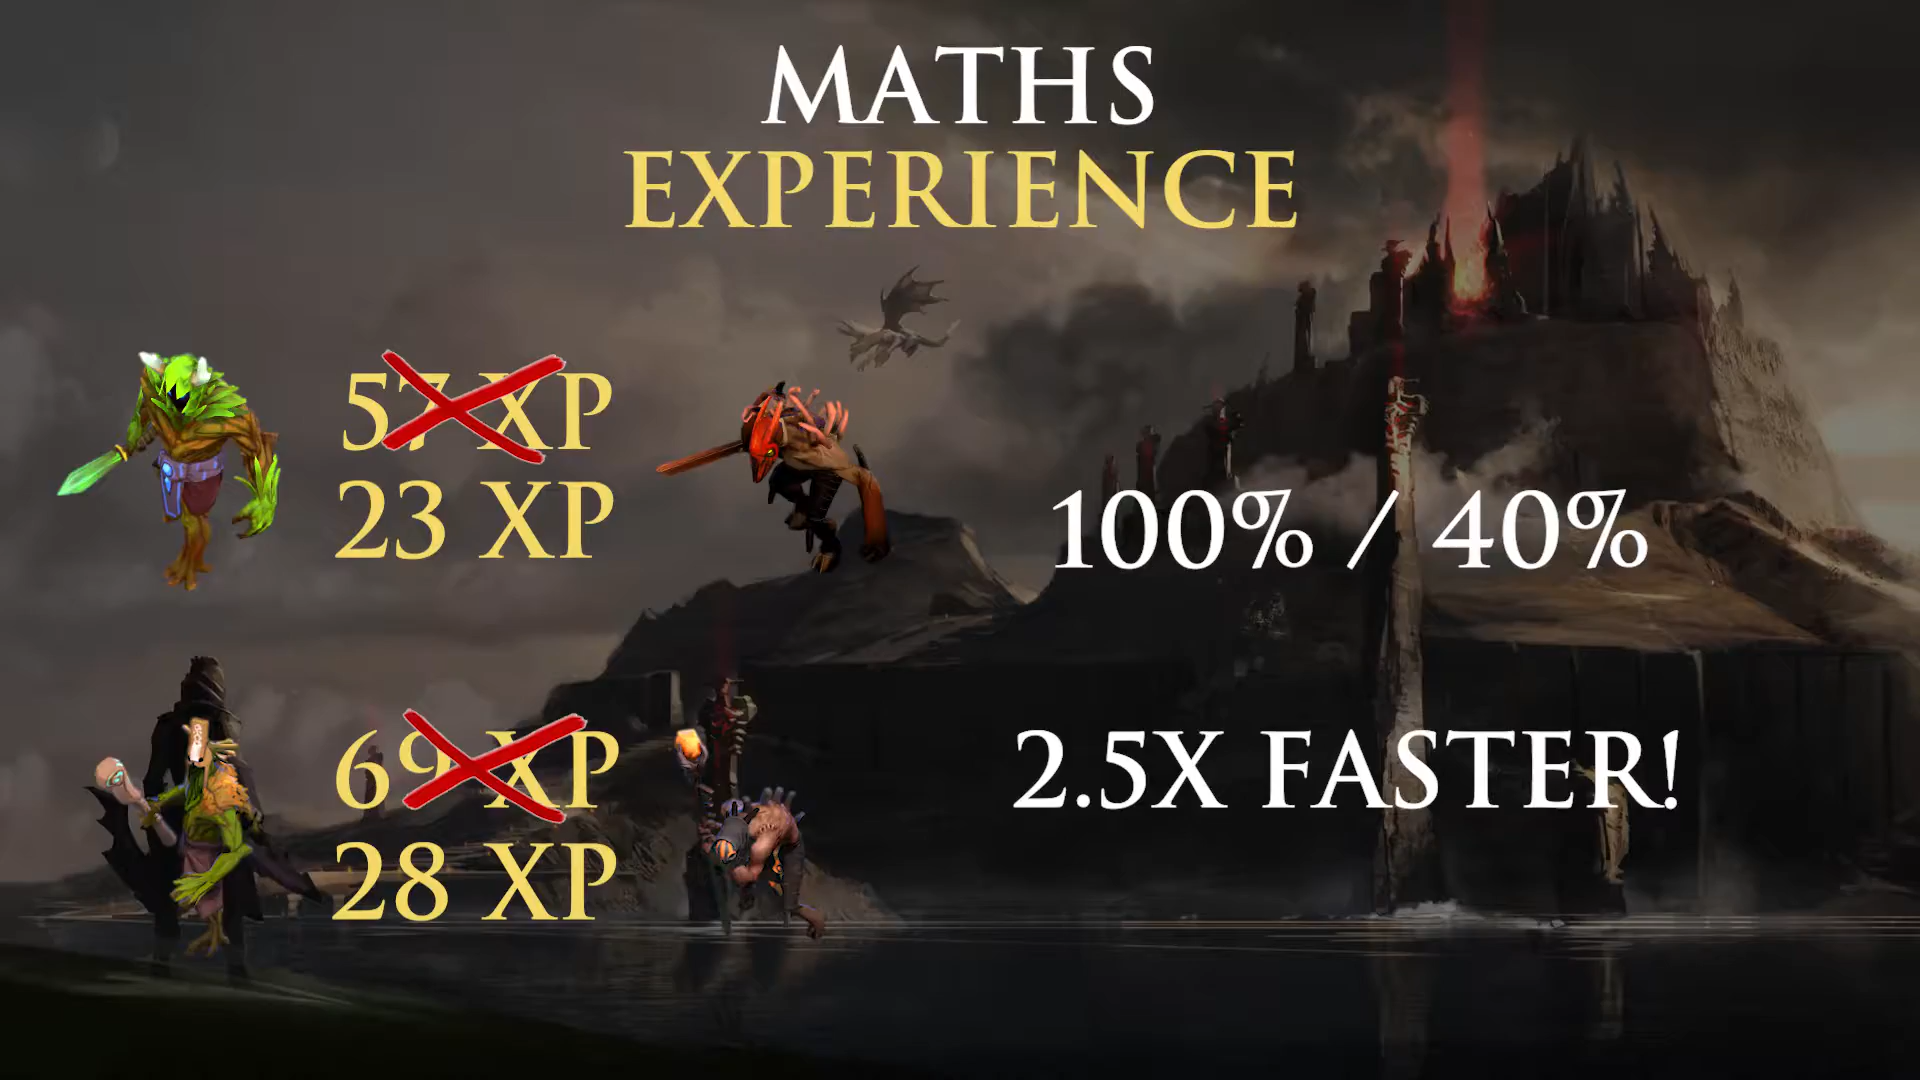 MATHS
EXPERIENCE
57 XP
23 XP
100% / 40%
69 XP
28 XP
2.5X FASTER!